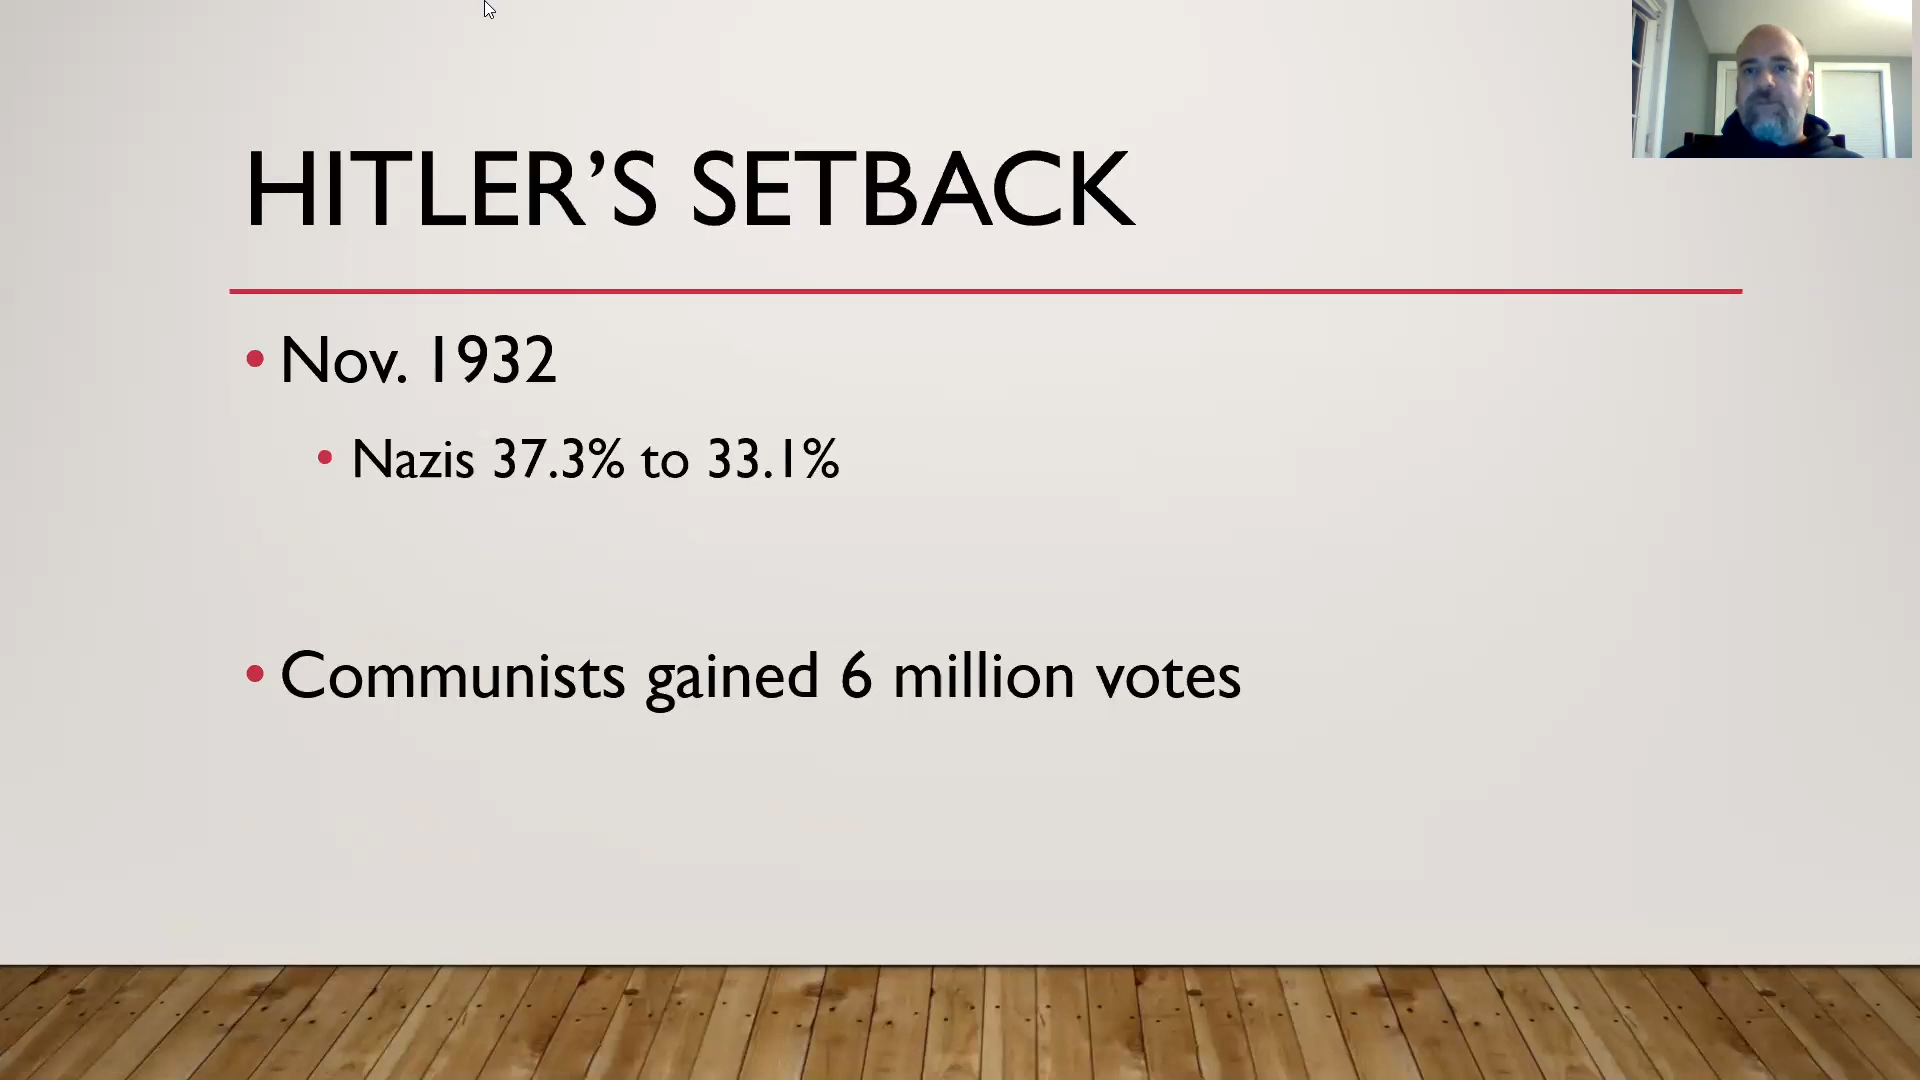 HITLER’S SETBACK
• Nov. 1932
• Nazis 37.3% to 33.1%
• Communists gained 6 million votes